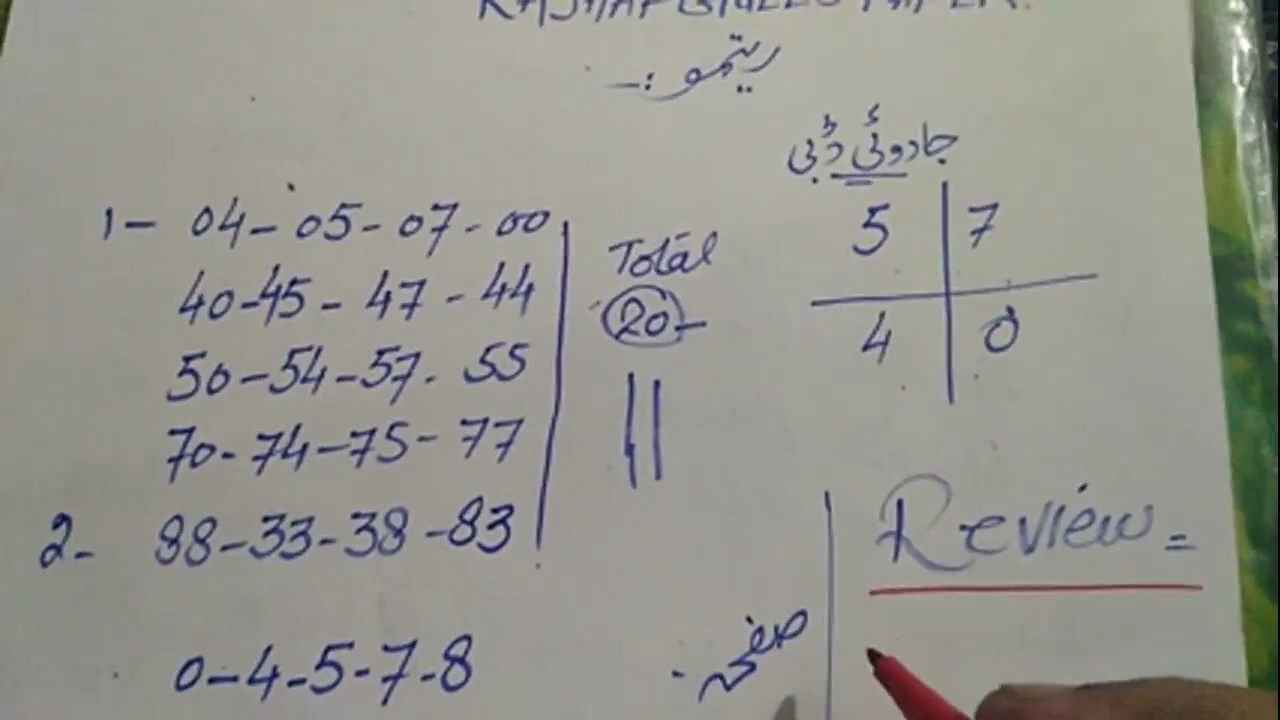 جادوئی ڈبی
1- 04-05-07-00
40-45-47-44
50-54-57-55
70-74-75-77
2- 88-33-38-83
Total
20
5 7
4 0
Review =
0-4-5-7-8
صفحہ